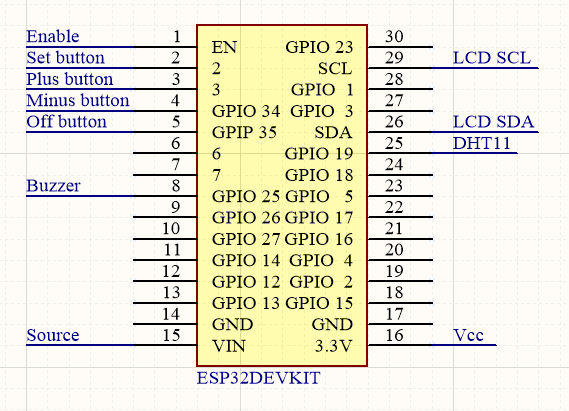 Enable 1 EN GPIO 23 30
Set button 2 2 SCL 29 LCD SCL
Plus button 3 3 GPIO 1 28
Minus button 4 GPIO 34 GPIO 3 27
Off button 5 GPIP 35 SDA 26 LCD SDA
6 6 GPIO 19 25 DHT11
7 7 GPIO 18 24
Buzzer 8 GPIO 25 GPIO 5 23
9 GPIO 26 GPIO 17 22
10 GPIO 27 GPIO 16 21
11 GPIO 14 GPIO 4 20
12 GPIO 12 GPIO 2 19
13 GPIO 13 GPIO 15 18
14 GND GND 17
Source 15 VIN 3.3V 16 Vcc
ESP32DEVKIT